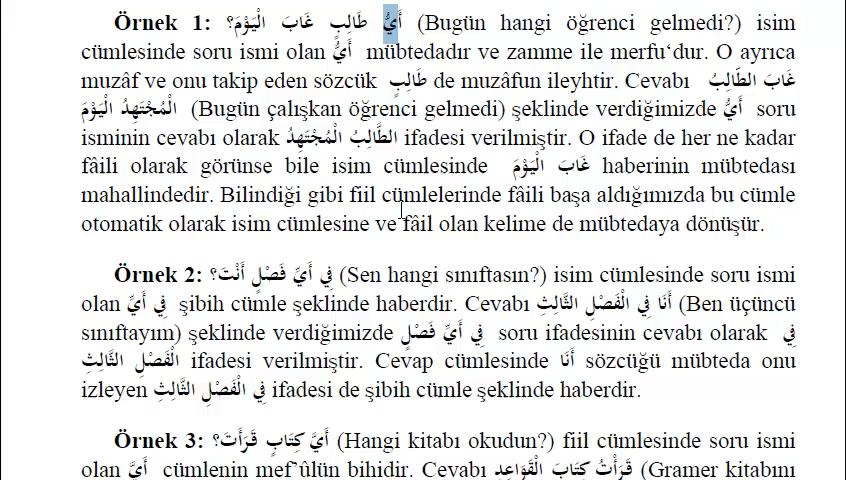 Örnek 1: أَيُّ طَالِبٍ غَابَ الْيَوْمَ؟ (Bugün hangi öğrenci gelmedi?) isim
cümlesinde soru ismi olan أَيُّ mübtedadır ve zamme ile merfu‘dur. O ayrıca
muzâf ve onu takip eden sözcük طَالِبٍ de muzâfun ileyhtir. Cevabı غَابَ الطَّالِبُ
الْمُجْتَهِدُ الْيَوْمَ (Bugün çalışkan öğrenci gelmedi) şeklinde verdiğimizde أَيُّ soru
isminin cevabı olarak الطَّالِبُ الْمُجْتَهِدُ ifadesi verilmiştir. O ifade de her ne kadar
fâili olarak görünse bile isim cümlesinde غَابَ الْيَوْمَ haberinin mübtedası
mahallindedir. Bilindiği gibi fiil cümlelerinde fâili başa aldığımızda bu cümle
otomatik olarak isim cümlesine ve fâil olan kelime de mübtedaya dönüşür.
Örnek 2: فِي أَيِّ فَصْلٍ أَنْتَ؟ (Sen hangi sınıftasın?) isim cümlesinde soru ismi
olan فِي أَيِّ şibih cümle şeklinde haberdir. Cevabı أَنَا فِي الْفَصْلِ الثَّالِثِ (Ben üçüncü
sınıftayım) şeklinde verdiğimizde فِي أَيِّ فَصْلٍ soru ifadesinin cevabı olarak فِي
الْفَصْلِ الثَّالِثِ ifadesi verilmiştir. Cevap cümlesinde أَنَا sözcüğü mübteda onu
izleyen فِي الْفَصْلِ الثَّالِثِ ifadesi de şibih cümle şeklinde haberdir.
Örnek 3: أَيَّ كِتَابٍ قَرَأْتَ؟ (Hangi kitabı okudun?) fiil cümlesinde soru ismi
olan أَيَّ cümlenin mef’ûlün bihidir. Cevabı قَرَأْتُ كِتَابَ الْقَوَاعِدِ (Gramer kitabını